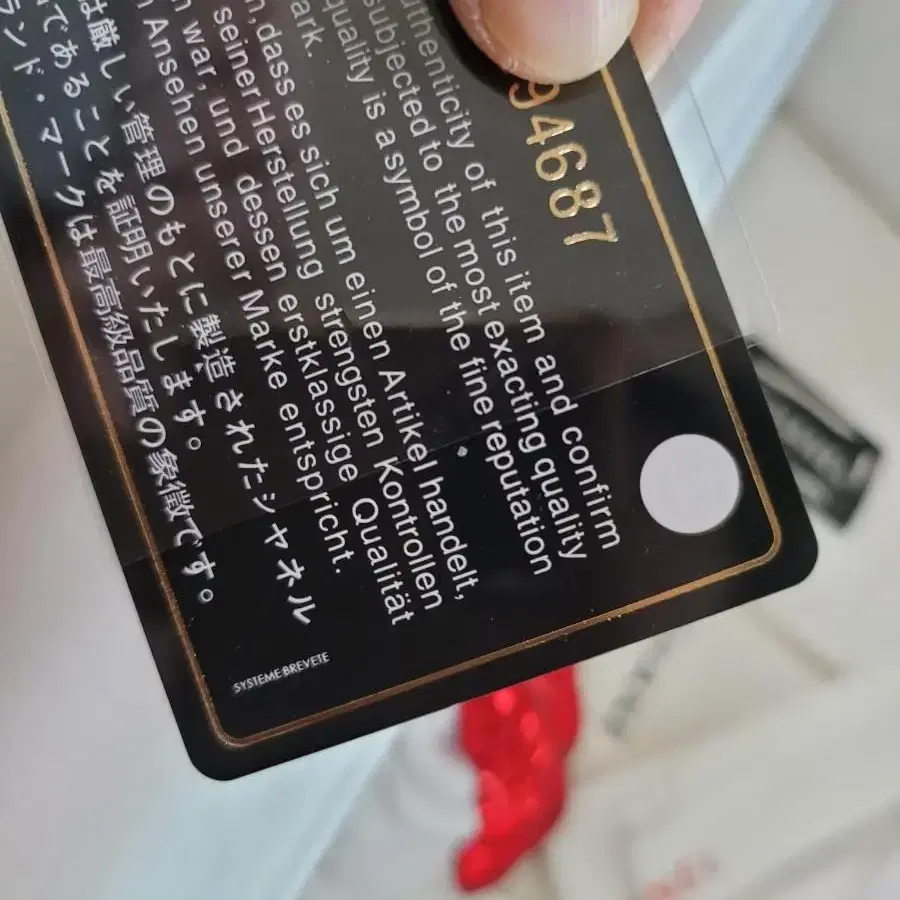 94687
uthenticity of this item and confirm
subjected to the most exacting quality
quality is a symbol of the fine reputation
ark.
n, dass es sich um einen Artikel handelt,
seiner Herstellung strengsten Kontrollen
n war, und dessen erstklassige Qualität
n Ansehen unserer Marke entspricht.
は厳しい管理のもとに製造されたシャネル
であることを証明いたします。
ランド・マークは最高級品質の象徴です。
SYSTEME BREVETE